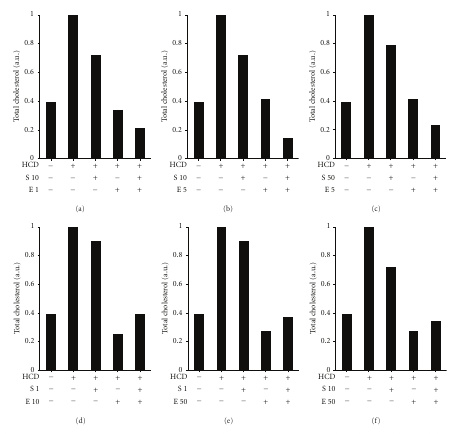 Total cholesterol (a.u.)
1
0.8
0.6
0.4
0.2
0
HCD − + + + +
S 10 − − + − +
E 1 − − − + +
(a)
Total cholesterol (a.u.)
1
0.8
0.6
0.4
0.2
0
HCD − + + + +
S 10 − − + − +
E 5 − − − + +
(b)
Total cholesterol (a.u.)
1
0.8
0.6
0.4
0.2
0
HCD − + + + +
S 50 − − + − +
E 5 − − − + +
(c)
Total cholesterol (a.u.)
1
0.8
0.6
0.4
0.2
0
HCD − + + + +
S 1 − − + − +
E 10 − − − + +
(d)
Total cholesterol (a.u.)
1
0.8
0.6
0.4
0.2
0
HCD − + + + +
S 1 − − + − +
E 50 − − − + +
(e)
Total cholesterol (a.u.)
1
0.8
0.6
0.4
0.2
0
HCD − + + + +
S 10 − − + − +
E 50 − − − + +
(f)